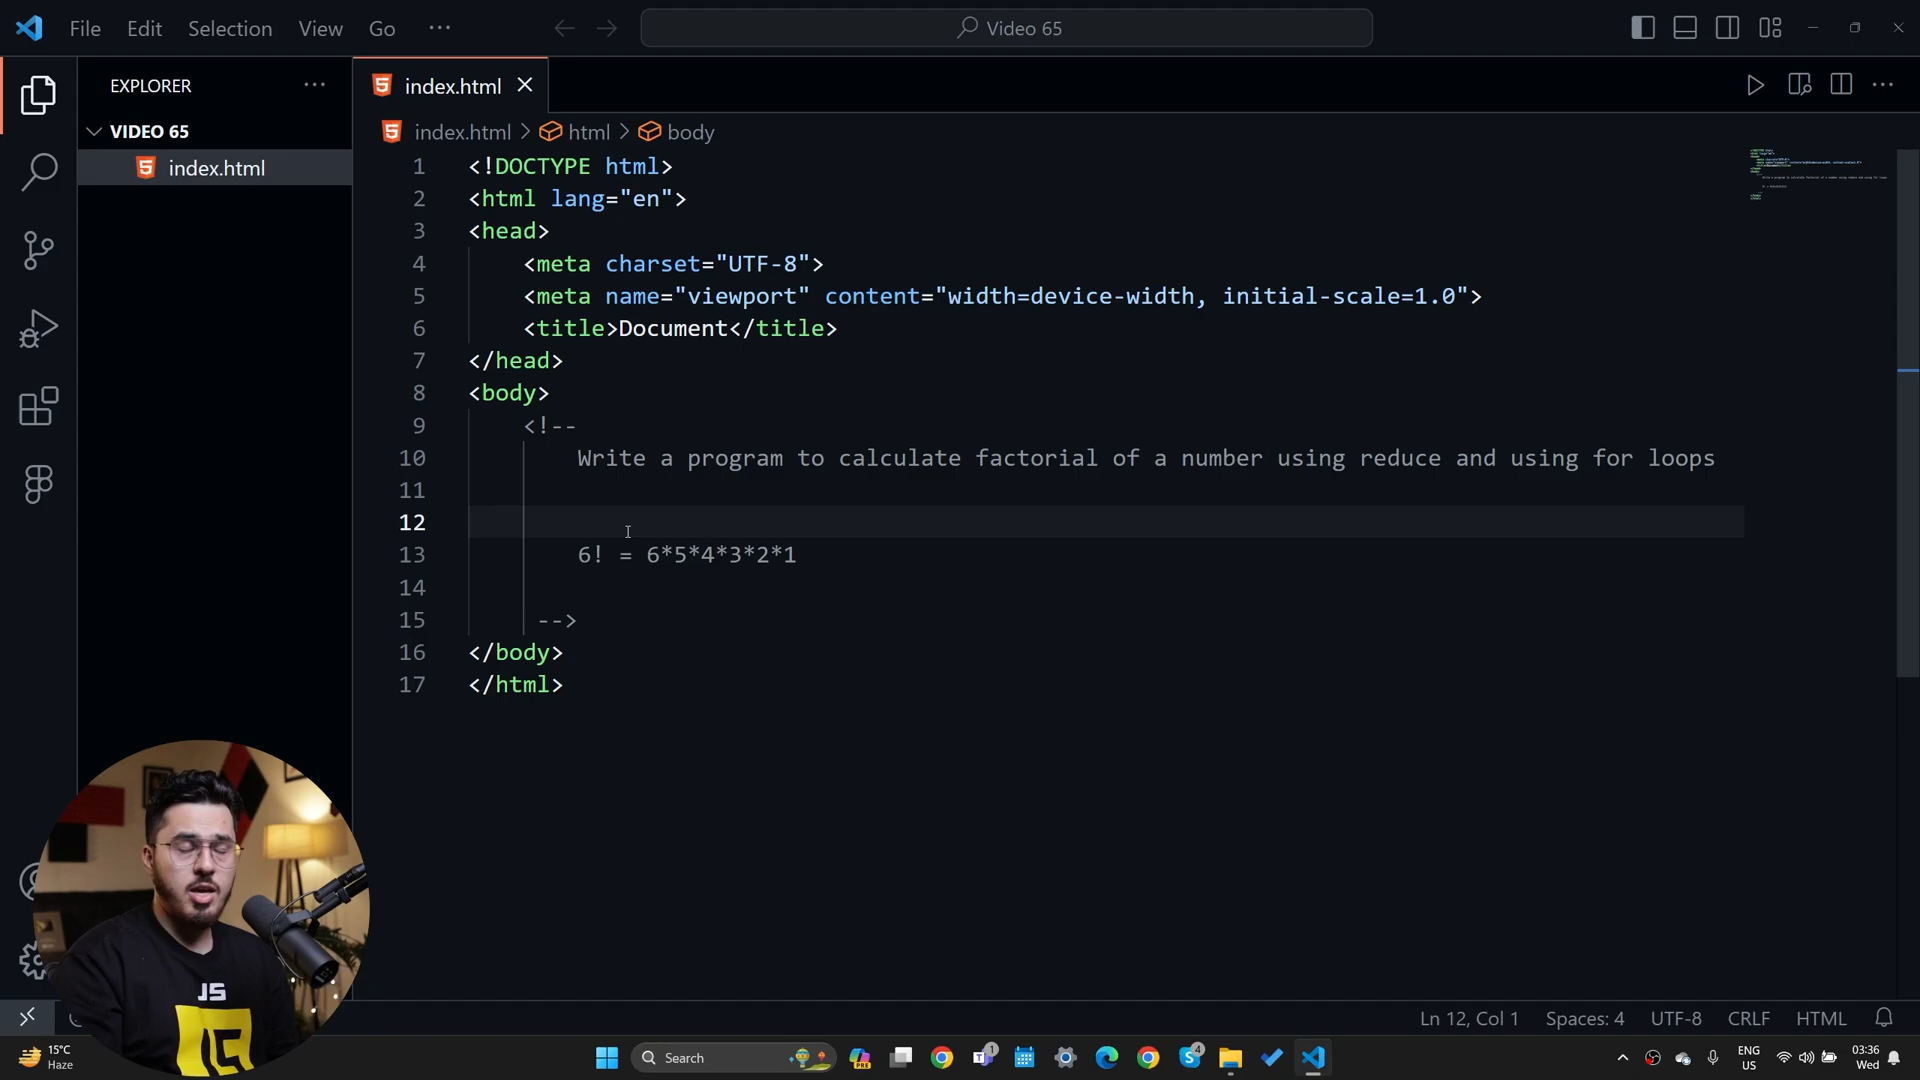 File Edit Selection View Go ···
Video 65
EXPLORER ···
VIDEO 65
index.html
index.html
index.html > html > body
1 <!DOCTYPE html>
2 <html lang="en">
3 <head>
4 <meta charset="UTF-8">
5 <meta name="viewport" content="width=device-width, initial-scale=1.0">
6 <title>Document</title>
7 </head>
8 <body>
9 <!--
10 Write a program to calculate factorial of a number using reduce and using for loops
11
12
13 6! = 6*5*4*3*2*1
14
15 -->
16 </body>
17 </html>
JS
Ln 12, Col 1 Spaces: 4 UTF-8 CRLF HTML
15°C
Haze
Search
PRE
1
4
ENG
US
03:36
Wed